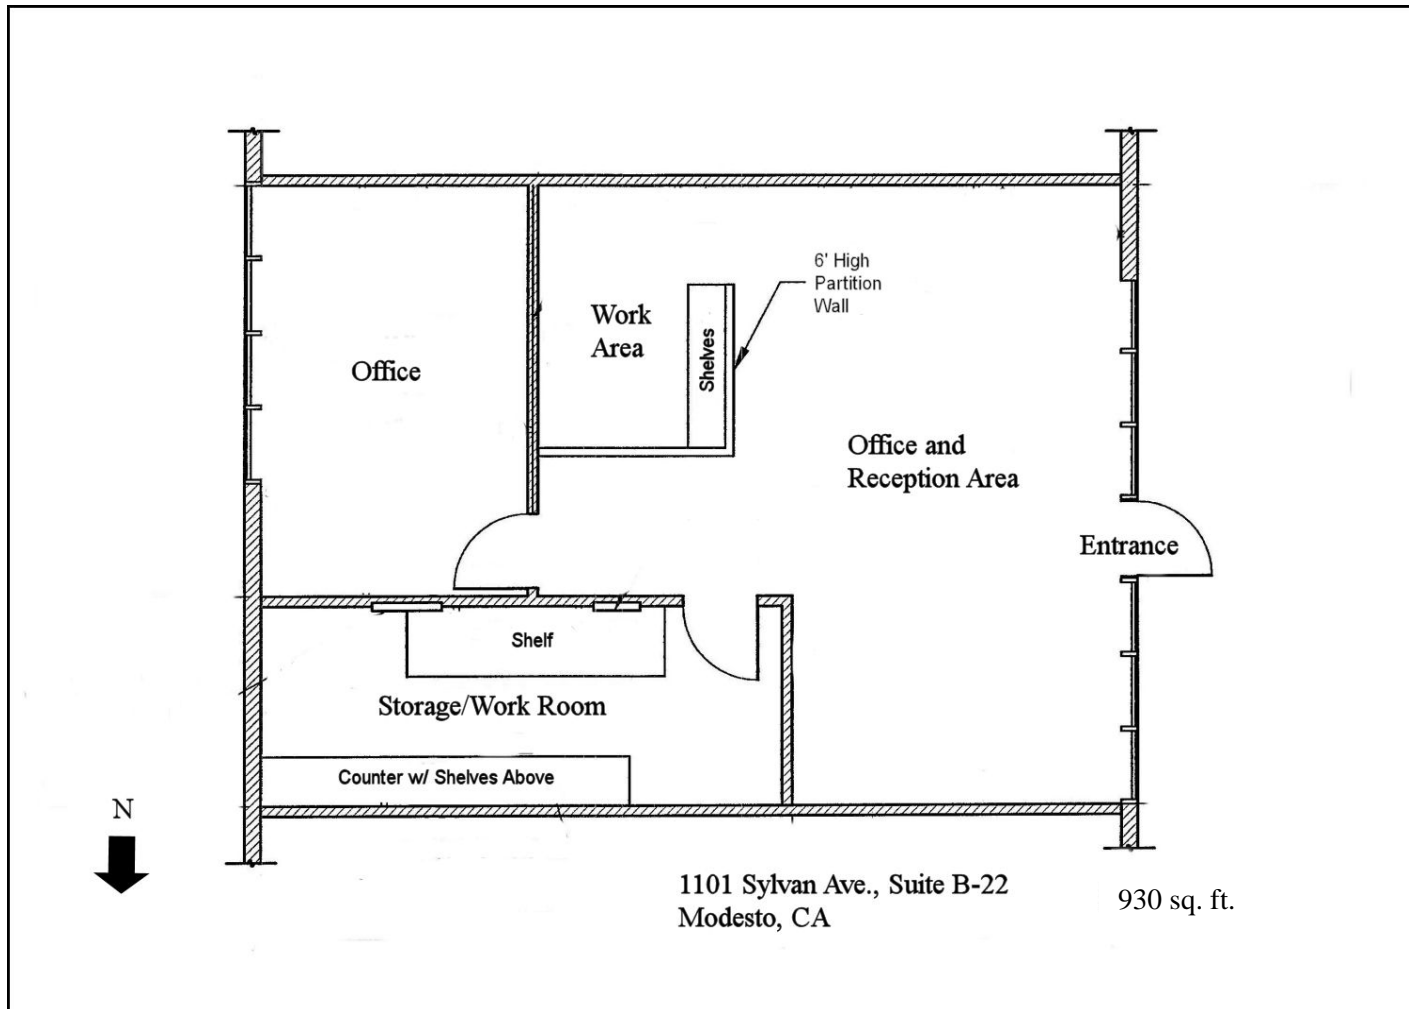 6' High
Partition
Wall
Work
Area
Shelves
Office
Office and
Reception Area
Entrance
Shelf
Storage/Work Room
Counter w/ Shelves Above
N
1101 Sylvan Ave., Suite B-22
Modesto, CA
930 sq. ft.